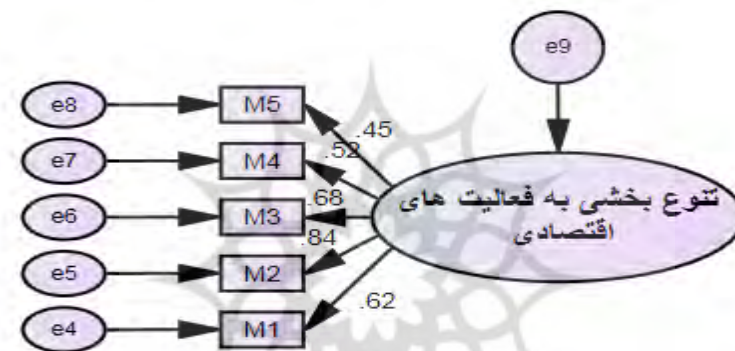 e9
e8 M5 .45
e7 M4 .52
e6 M3 .68
e5 M2 .84
e4 M1 .62
تنوع بخشی به فعالیت های
اقتصادی